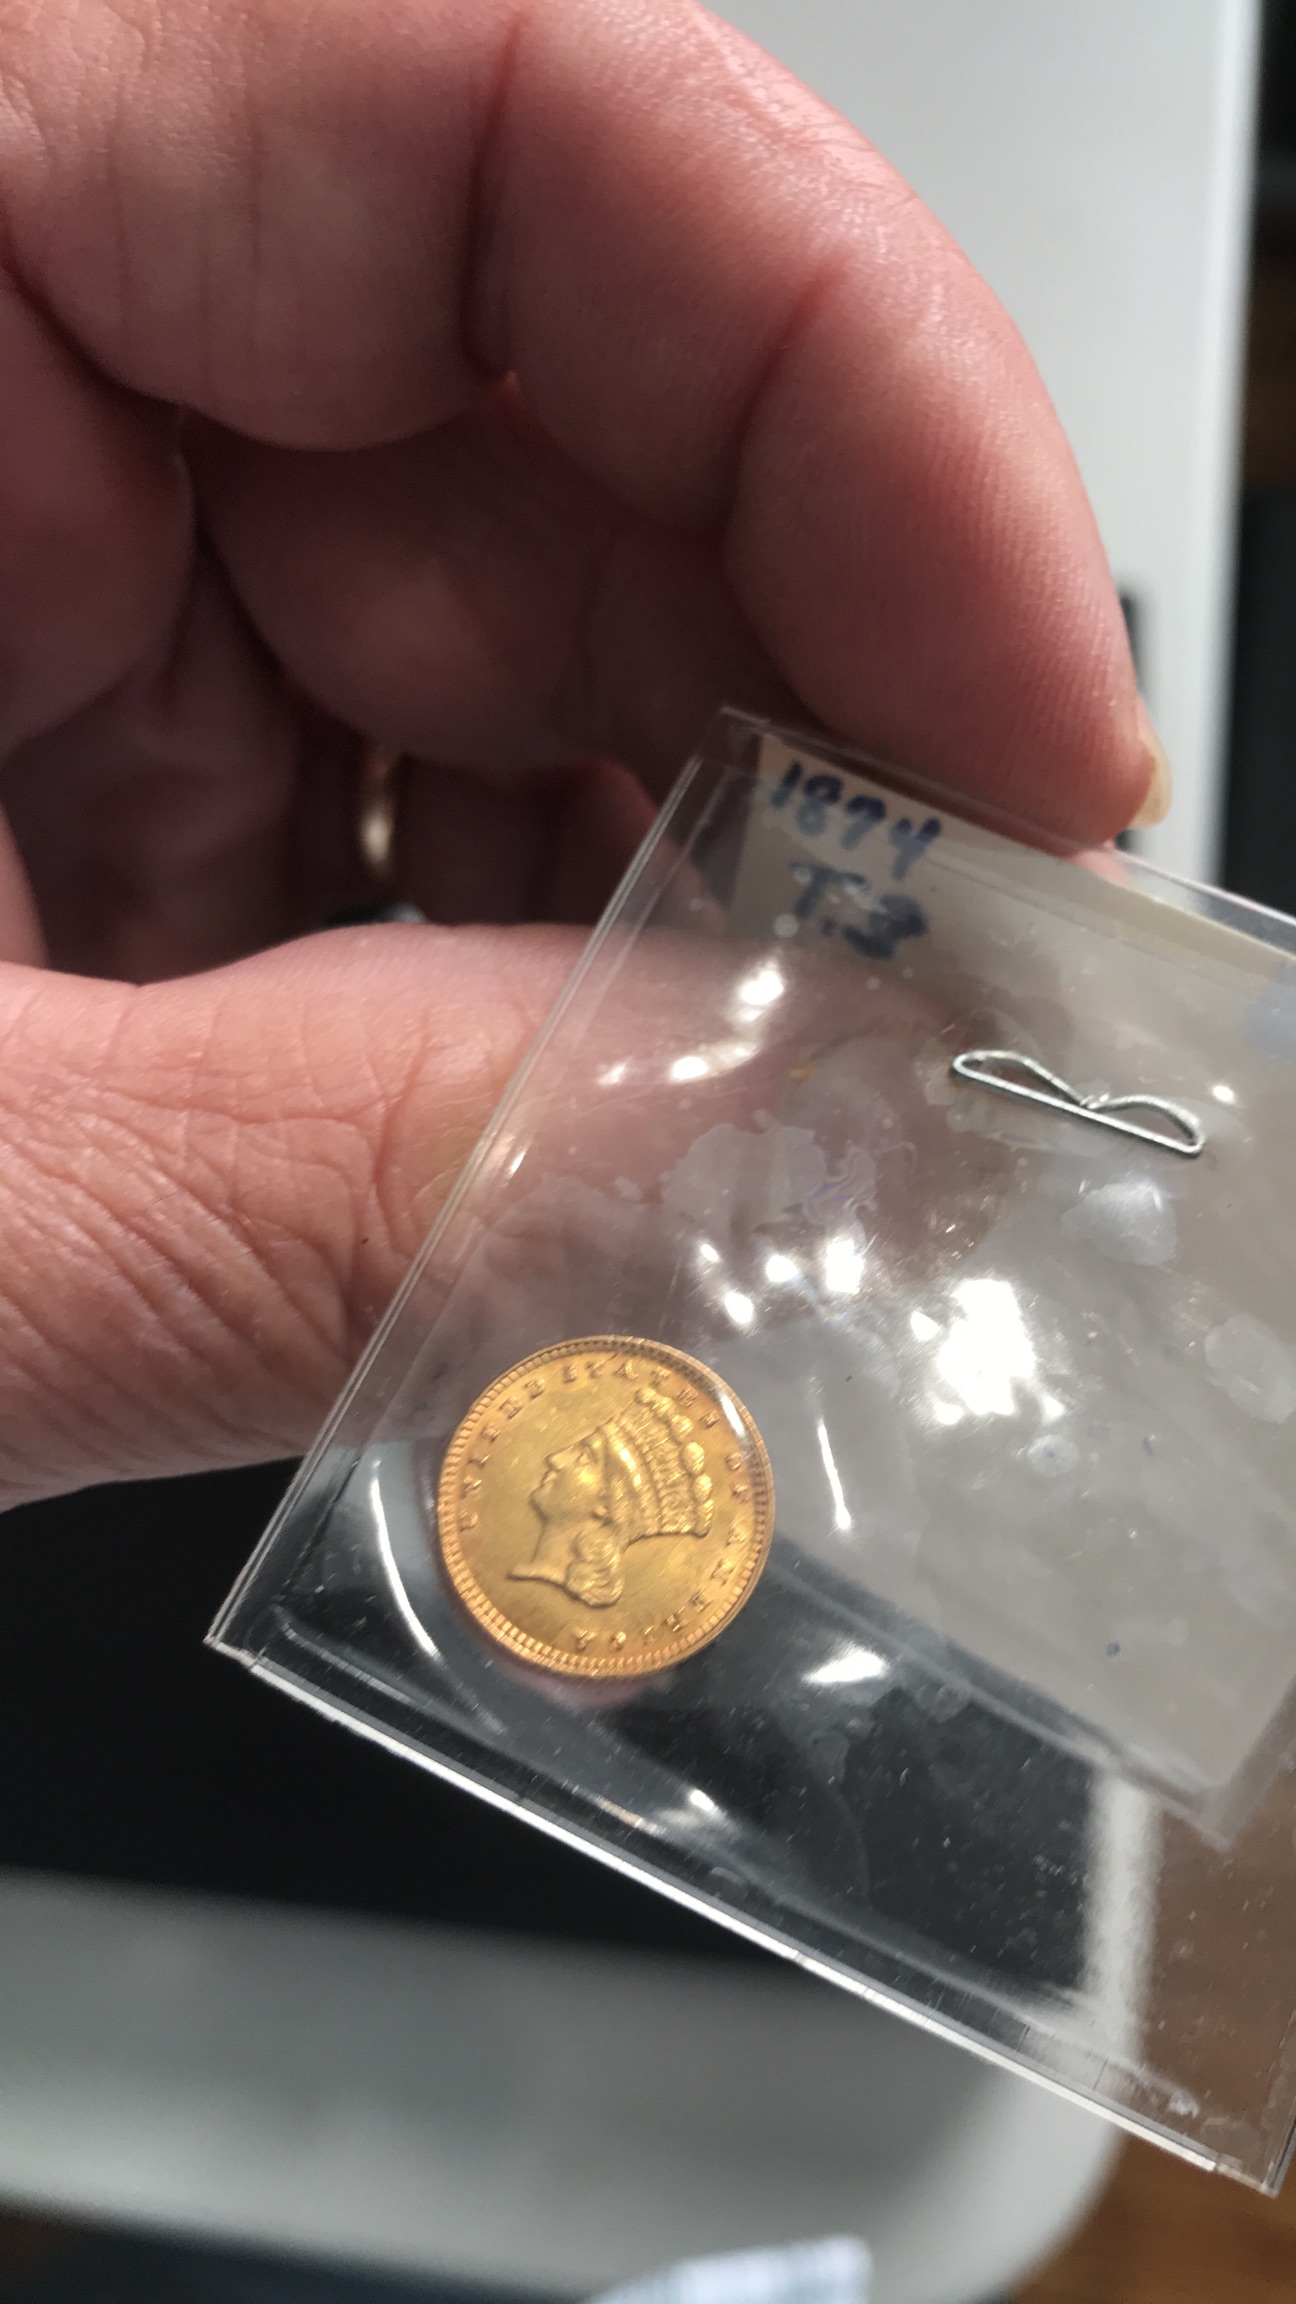 1874
T.3
UNITED STATES OF AMERICA